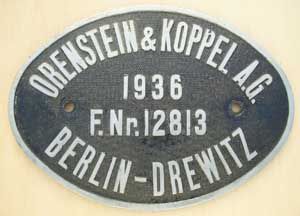 ORENSTEIN & KOPPEL A.G.
1936
F.Nr.12813
BERLIN-DREWITZ